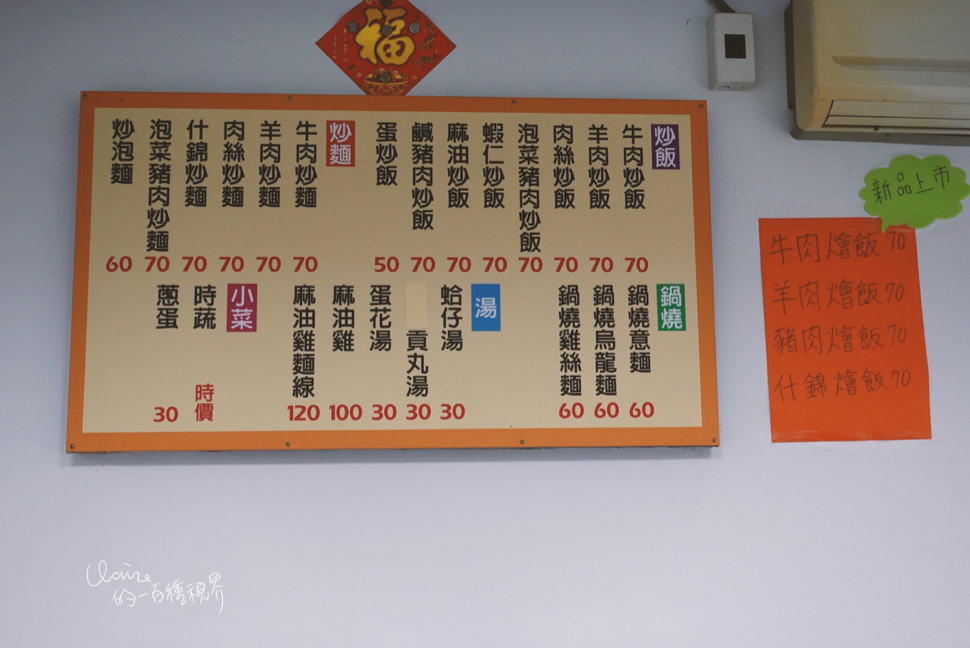 福
炒飯
牛肉炒飯 70
羊肉炒飯 70
肉絲炒飯 70
泡菜豬肉炒飯 70
蝦仁炒飯 70
麻油炒飯 70
鹹豬肉炒飯 70
蛋炒飯 50
炒麵
牛肉炒麵 70
羊肉炒麵 70
肉絲炒麵 70
什錦炒麵 70
泡菜豬肉炒麵 70
炒泡麵 60
鍋燒
鍋燒意麵 60
鍋燒烏龍麵 60
鍋燒雞絲麵 60
湯
蛤仔湯 30
貢丸湯 30
蛋花湯 30
麻油雞 100
麻油雞麵線 120
小菜
時蔬 時價
蔥蛋 30
新品上市
牛肉燴飯 70
羊肉燴飯 70
豬肉燴飯 70
什錦燴飯 70
Claire
的一百種視界